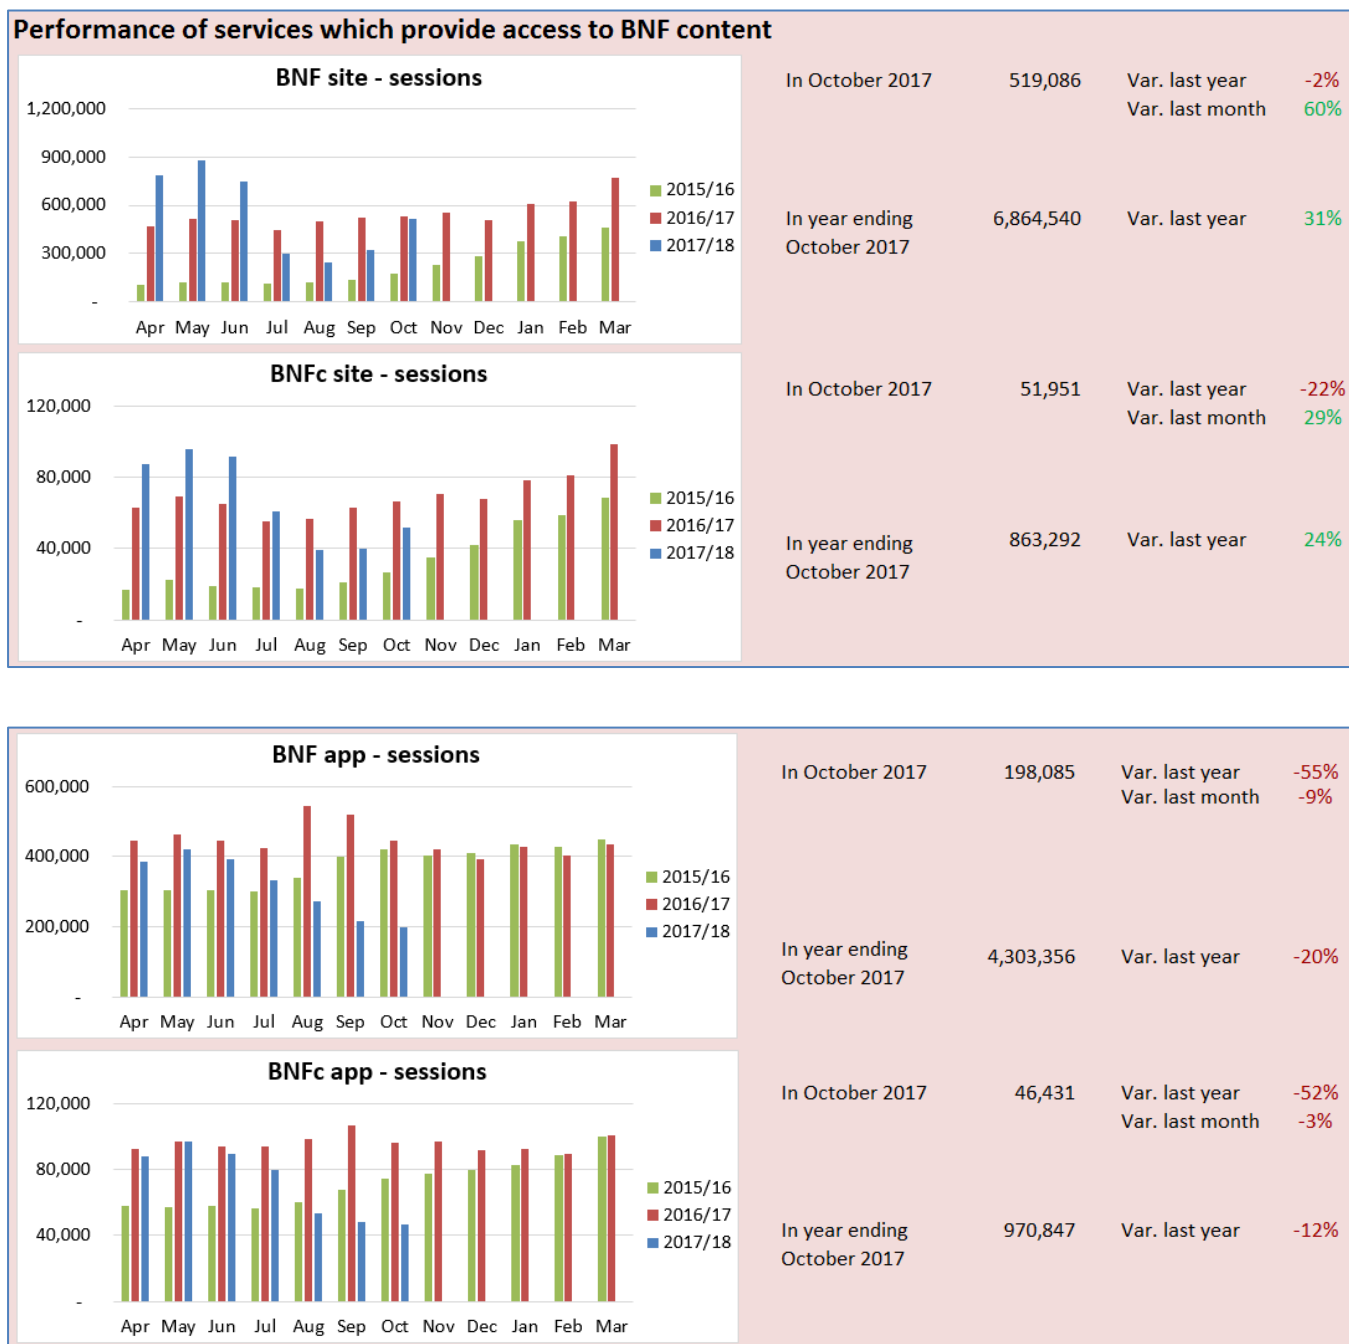 Performance of services which provide access to BNF content
BNF site - sessions
1,200,000
900,000
600,000
300,000
-
Apr May Jun Jul Aug Sep Oct Nov Dec Jan Feb Mar
2015/16
2016/17
2017/18
In October 2017 519,086 Var. last year -2%
Var. last month 60%
In year ending 6,864,540 Var. last year 31%
October 2017
BNFc site - sessions
120,000
80,000
40,000
-
Apr May Jun Jul Aug Sep Oct Nov Dec Jan Feb Mar
2015/16
2016/17
2017/18
In October 2017 51,951 Var. last year -22%
Var. last month 29%
In year ending 863,292 Var. last year 24%
October 2017
BNF app - sessions
600,000
400,000
200,000
-
Apr May Jun Jul Aug Sep Oct Nov Dec Jan Feb Mar
2015/16
2016/17
2017/18
In October 2017 198,085 Var. last year -55%
Var. last month -9%
In year ending 4,303,356 Var. last year -20%
October 2017
BNFc app - sessions
120,000
80,000
40,000
-
Apr May Jun Jul Aug Sep Oct Nov Dec Jan Feb Mar
2015/16
2016/17
2017/18
In October 2017 46,431 Var. last year -52%
Var. last month -3%
In year ending 970,847 Var. last year -12%
October 2017